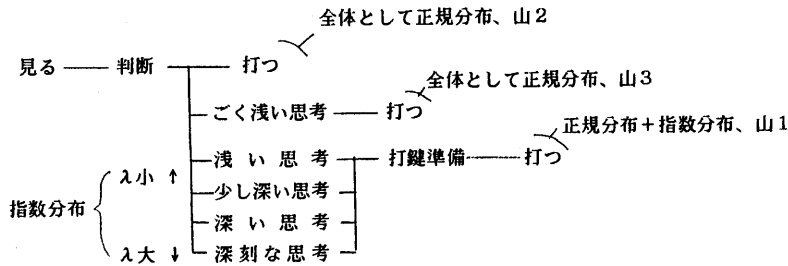 全体として正規分布、山2
見る 判断 打つ
全体として正規分布、山3
ごく浅い思考 打つ
正規分布+指数分布、山1
浅い思考 打鍵準備 打つ
λ小 ↑
少し深い思考
指数分布
深い思考
λ大 ↓ 深刻な思考